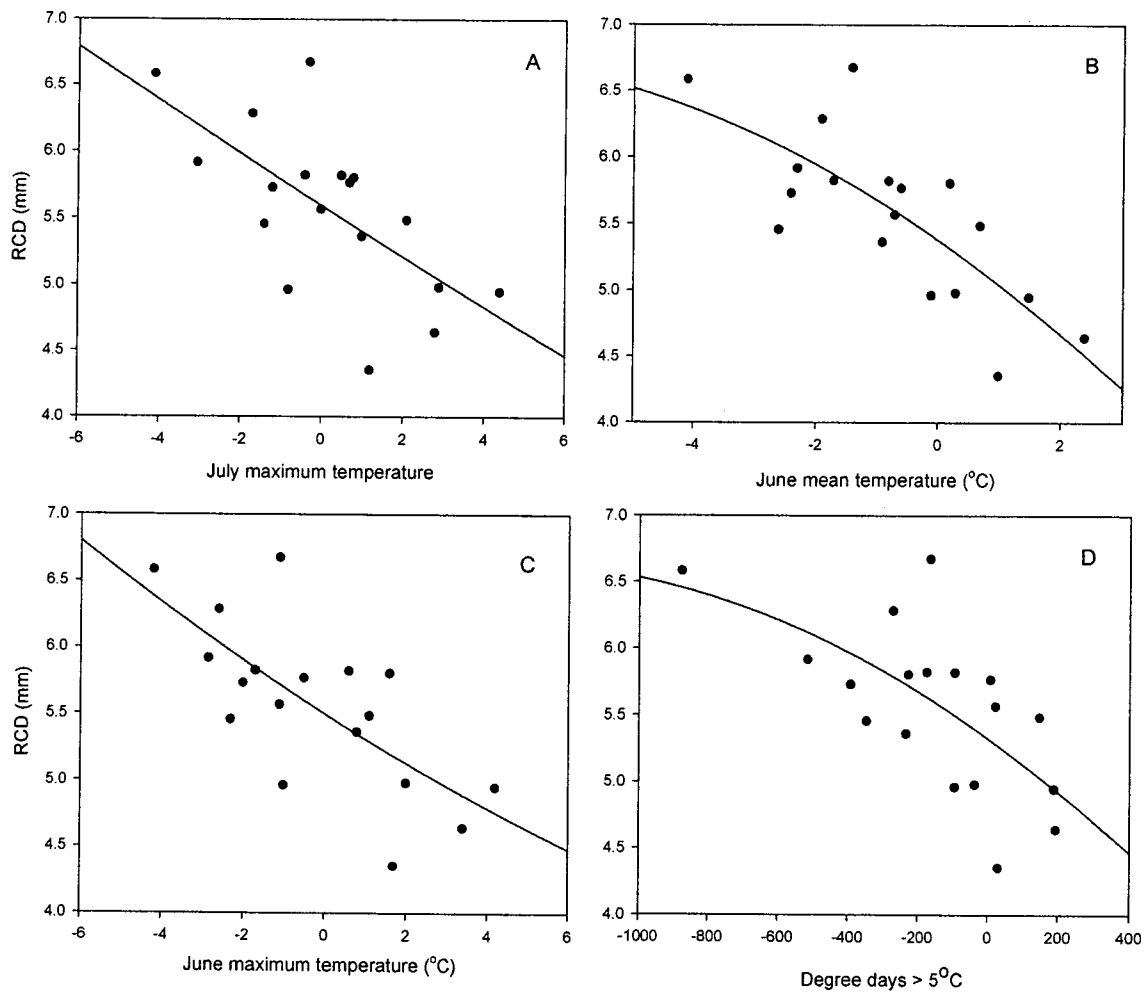 7.0
6.5
6.0
5.5
5.0
4.5
4.0
RCD (mm)
A
-6 -4 -2 0 2 4 6
July maximum temperature
7.0
6.5
6.0
5.5
5.0
4.5
4.0
B
-4 -2 0 2
June mean temperature (°C)
7.0
6.5
6.0
5.5
5.0
4.5
4.0
RCD (mm)
C
-6 -4 -2 0 2 4 6
June maximum temperature (°C)
7.0
6.5
6.0
5.5
5.0
4.5
4.0
D
-1000 -800 -600 -400 -200 0 200 400
Degree days > 5°C